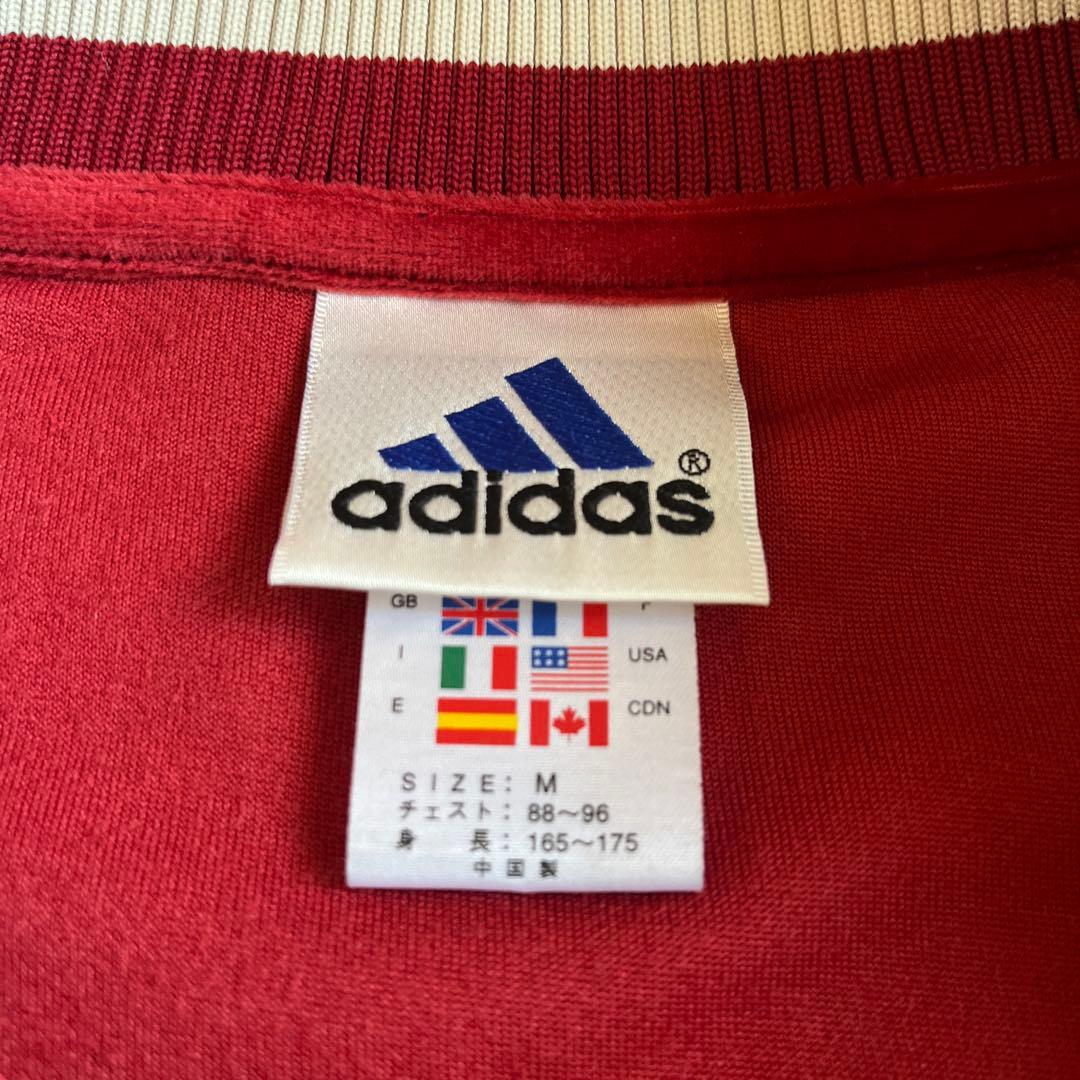 adidas®
GB F
I USA
E CDN
SIZE: M
チェスト: 88～96
身長: 165～175
中国製